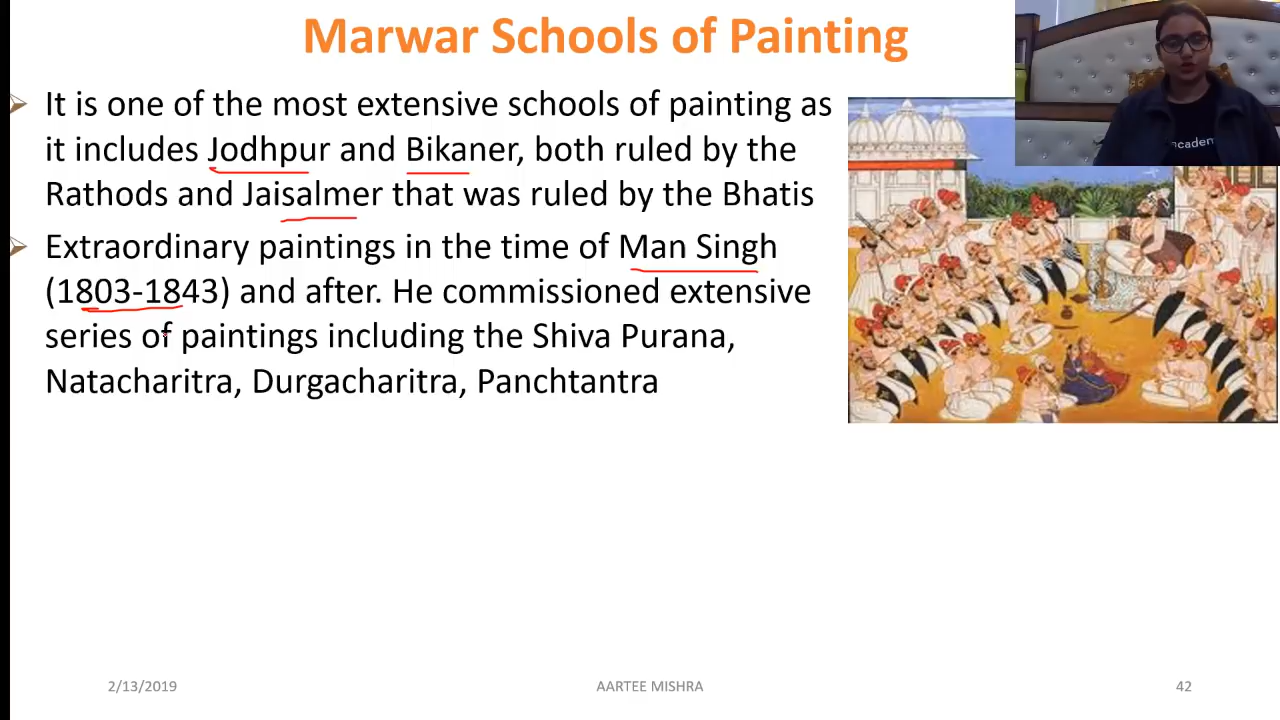 Marwar Schools of Painting
It is one of the most extensive schools of painting as
it includes Jodhpur and Bikaner, both ruled by the
Rathods and Jaisalmer that was ruled by the Bhatis
Extraordinary paintings in the time of Man Singh
(1803-1843) and after. He commissioned extensive
series of paintings including the Shiva Purana,
Natacharitra, Durgacharitra, Panchtantra
ncadem
2/13/2019
AARTEE MISHRA
42